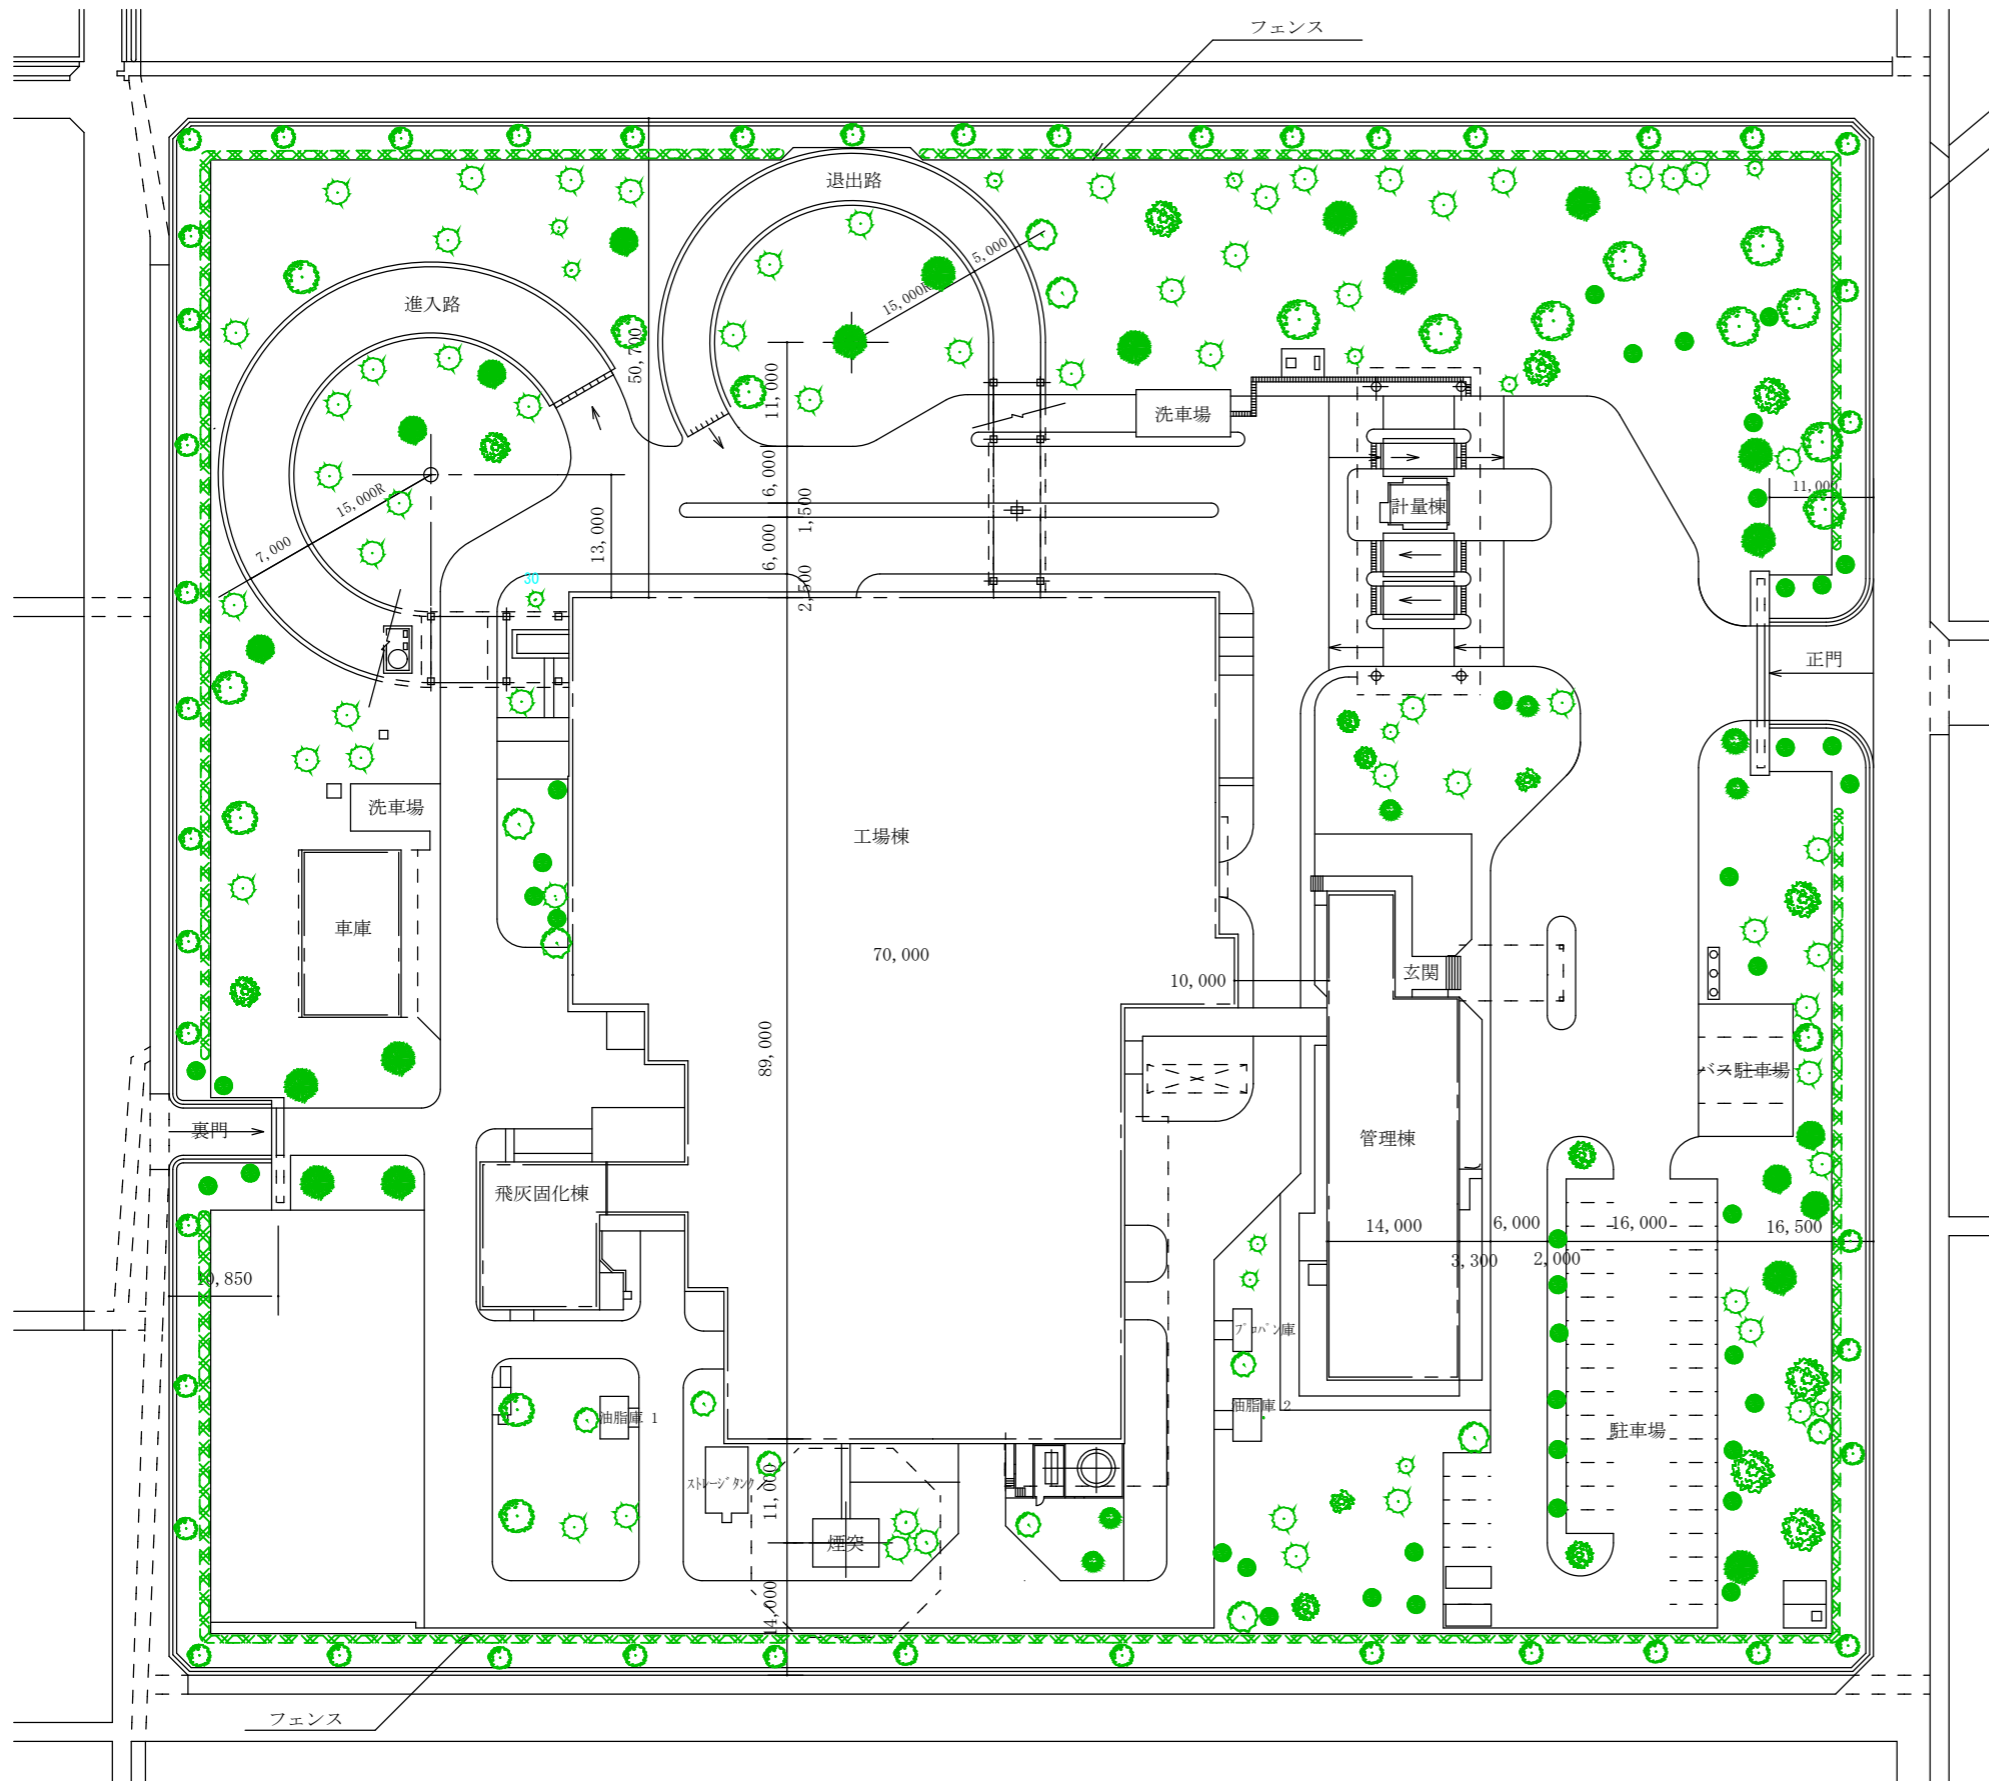 フェンス
退出路
進入路
5,000
15,000R
50,700
11,000
洗車場
6,000
1,500
6,000
2,500
13,000
15,000R
7,000
30
計量棟
11,000
正門
洗車場
工場棟
車庫
70,000
10,000
玄関
89,000
バス駐車場
裏門
管理棟
飛灰固化棟
14,000
3,300
6,000
2,000
16,000
16,500
10,850
プロパン庫
油脂庫 1
油脂庫 2
駐車場
ストレージタンク
11,000
煙突
14,000
フェンス